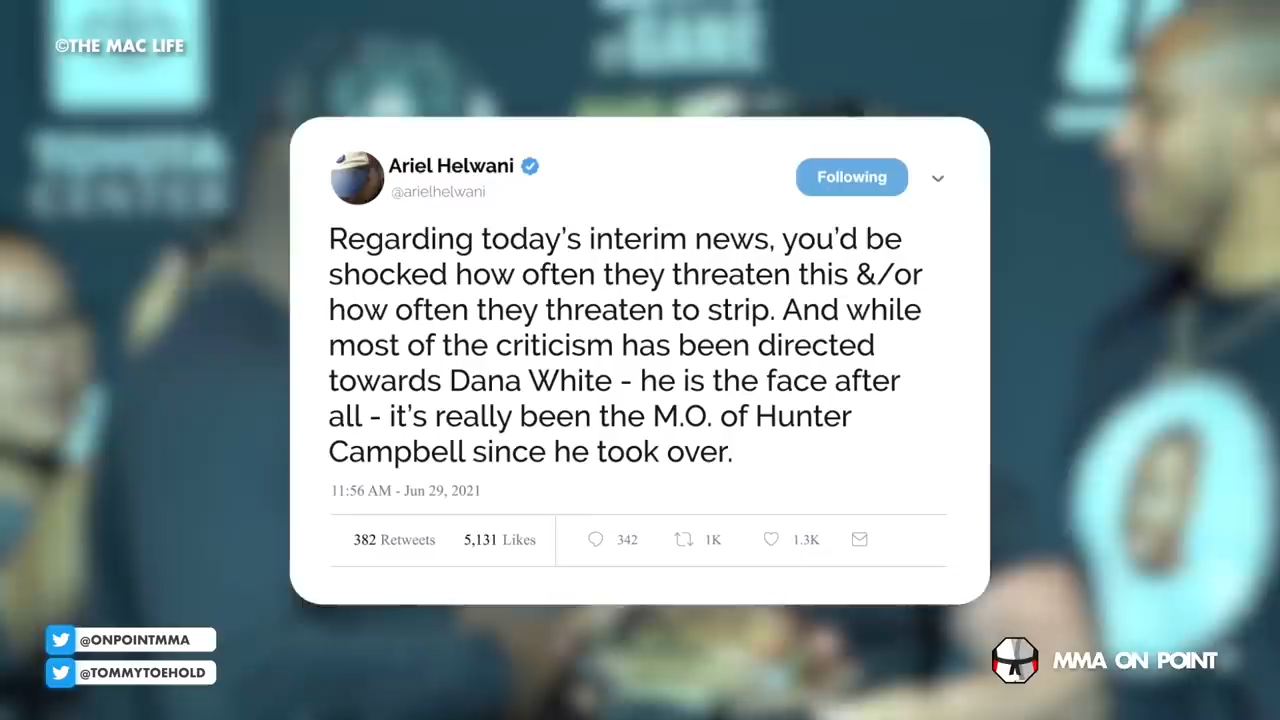 ©THE MAC LIFE
TOYOTA
CENTER
Ariel Helwani
@arielhelwani
Following
Regarding today's interim news, you'd be
shocked how often they threaten this &/or
how often they threaten to strip. And while
most of the criticism has been directed
towards Dana White - he is the face after
all - it's really been the M.O. of Hunter
Campbell since he took over.
11:56 AM - Jun 29, 2021
382 Retweets 5,131 Likes 342 1K 1.3K
@ONPOINTMMA
@TOMMYTOEHOLD
MMA ON POINT